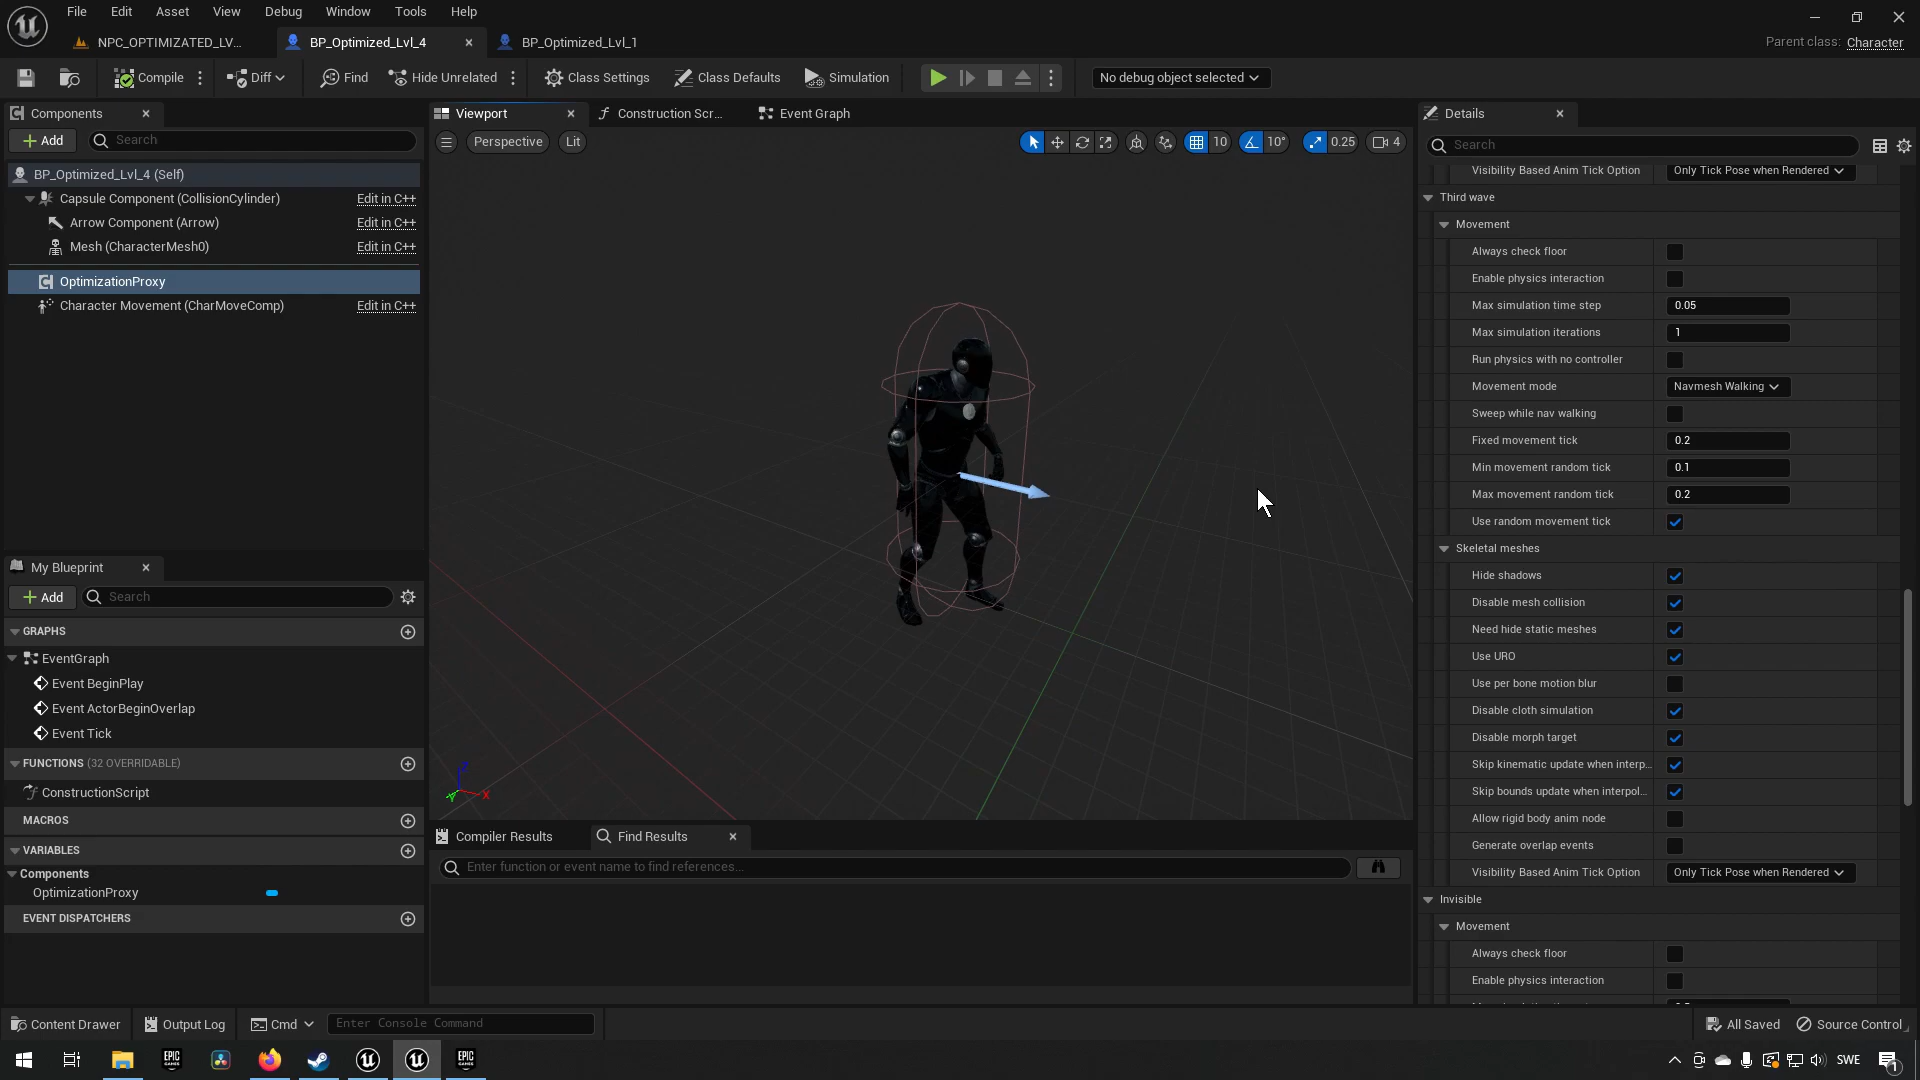 File Edit Asset View Debug Window Tools Help
NPC_OPTIMIZATED_LV... BP_Optimized_Lvl_4 BP_Optimized_Lvl_1
Parent class: Character
Compile Diff Find Hide Unrelated Class Settings Class Defaults Simulation No debug object selected
Components
Add Search
BP_Optimized_Lvl_4 (Self)
Capsule Component (CollisionCylinder) Edit in C++
Arrow Component (Arrow) Edit in C++
Mesh (CharacterMesh0) Edit in C++
OptimizationProxy
Character Movement (CharMoveComp) Edit in C++
My Blueprint
Add Search
GRAPHS
EventGraph
Event BeginPlay
Event ActorBeginOverlap
Event Tick
FUNCTIONS (32 OVERRIDABLE)
ConstructionScript
MACROS
VARIABLES
Components
OptimizationProxy
EVENT DISPATCHERS
Viewport Construction Scr... Event Graph
Perspective Lit 10 10° 0.25 4
Z
Y X
Compiler Results Find Results
Enter function or event name to find references...
Details
Search
Visibility Based Anim Tick Option Only Tick Pose when Rendered
Third wave
Movement
Always check floor
Enable physics interaction
Max simulation time step 0.05
Max simulation iterations 1
Run physics with no controller
Movement mode Navmesh Walking
Sweep while nav walking
Fixed movement tick 0.2
Min movement random tick 0.1
Max movement random tick 0.2
Use random movement tick
Skeletal meshes
Hide shadows
Disable mesh collision
Need hide static meshes
Use URO
Use per bone motion blur
Disable cloth simulation
Disable morph target
Skip kinematic update when interp...
Skip bounds update when interpol...
Allow rigid body anim node
Generate overlap events
Visibility Based Anim Tick Option Only Tick Pose when Rendered
Invisible
Movement
Always check floor
Enable physics interaction
Content Drawer Output Log Cmd Enter Console Command All Saved Source Control
EPIC GAMES EPIC GAMES SWE 1